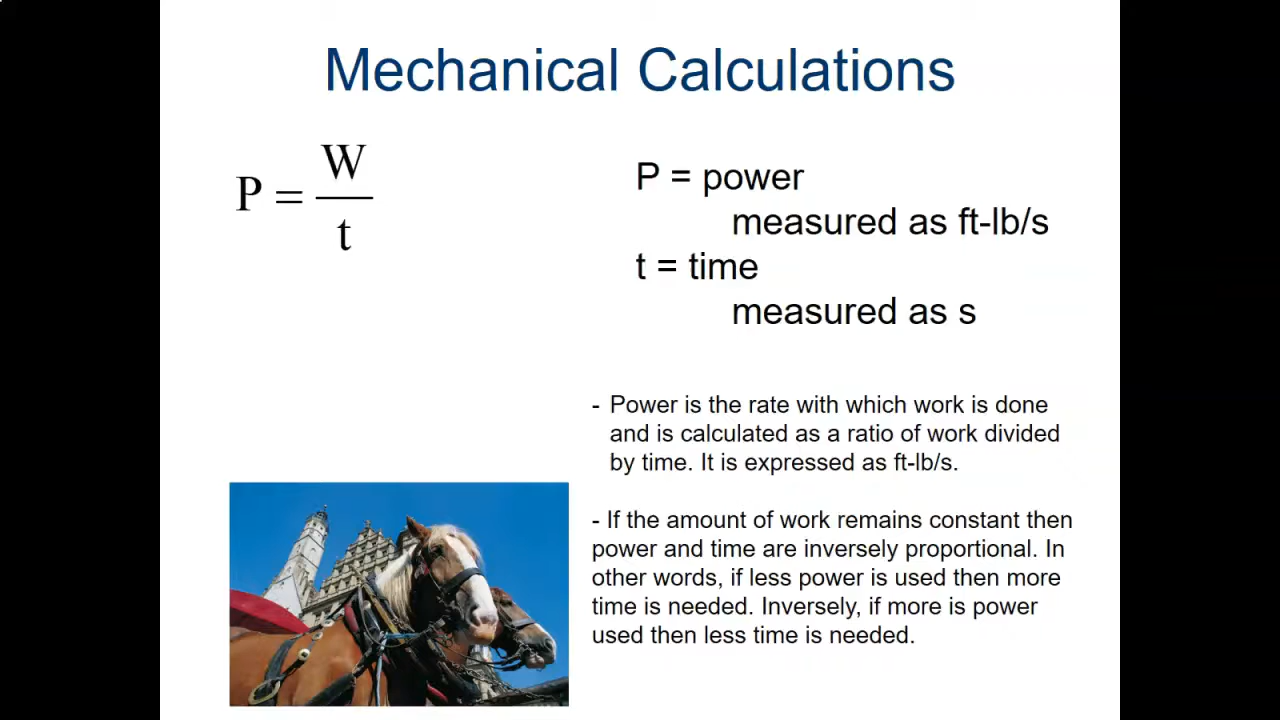 Mechanical Calculations
P = W / t
P = power
measured as ft-lb/s
t = time
measured as s
- Power is the rate with which work is done
and is calculated as a ratio of work divided
by time. It is expressed as ft-lb/s.
- If the amount of work remains constant then
power and time are inversely proportional. In
other words, if less power is used then more
time is needed. Inversely, if more is power
used then less time is needed.